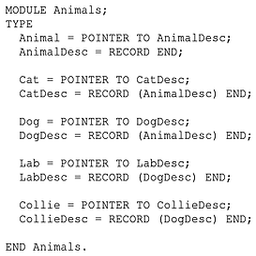 MODULE Animals;
TYPE
  Animal = POINTER TO AnimalDesc;
  AnimalDesc = RECORD END;

  Cat = POINTER TO CatDesc;
  CatDesc = RECORD (AnimalDesc) END;

  Dog = POINTER TO DogDesc;
  DogDesc = RECORD (AnimalDesc) END;

  Lab = POINTER TO LabDesc;
  LabDesc = RECORD (DogDesc) END;

  Collie = POINTER TO CollieDesc;
  CollieDesc = RECORD (DogDesc) END;

END Animals.